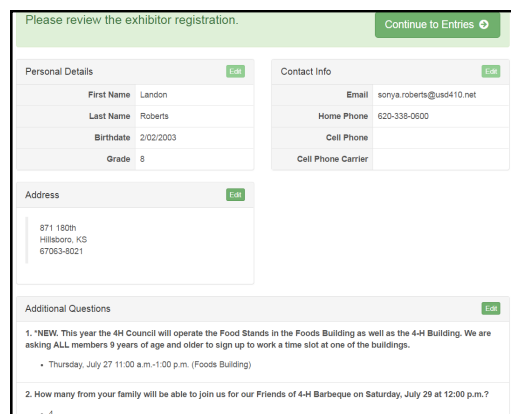 Please review the exhibitor registration.
Continue to Entries
Personal Details Edit
First Name Landon
Last Name Roberts
Birthdate 2/02/2003
Grade 8
Contact Info Edit
Email sonya.roberts@usd410.net
Home Phone 620-338-0600
Cell Phone
Cell Phone Carrier
Address Edit
871 180th
Hillsboro, KS
67063-8021
Additional Questions Edit
1. *NEW. This year the 4H Council will operate the Food Stands in the Foods Building as well as the 4-H Building. We are
asking ALL members 9 years of age and older to sign up to work a time slot at one of the buildings.
• Thursday, July 27 11:00 a.m.-1:00 p.m. (Foods Building)
2. How many from your family will be able to join us for our Friends of 4-H Barbeque on Saturday, July 29 at 12:00 p.m.?
• 4